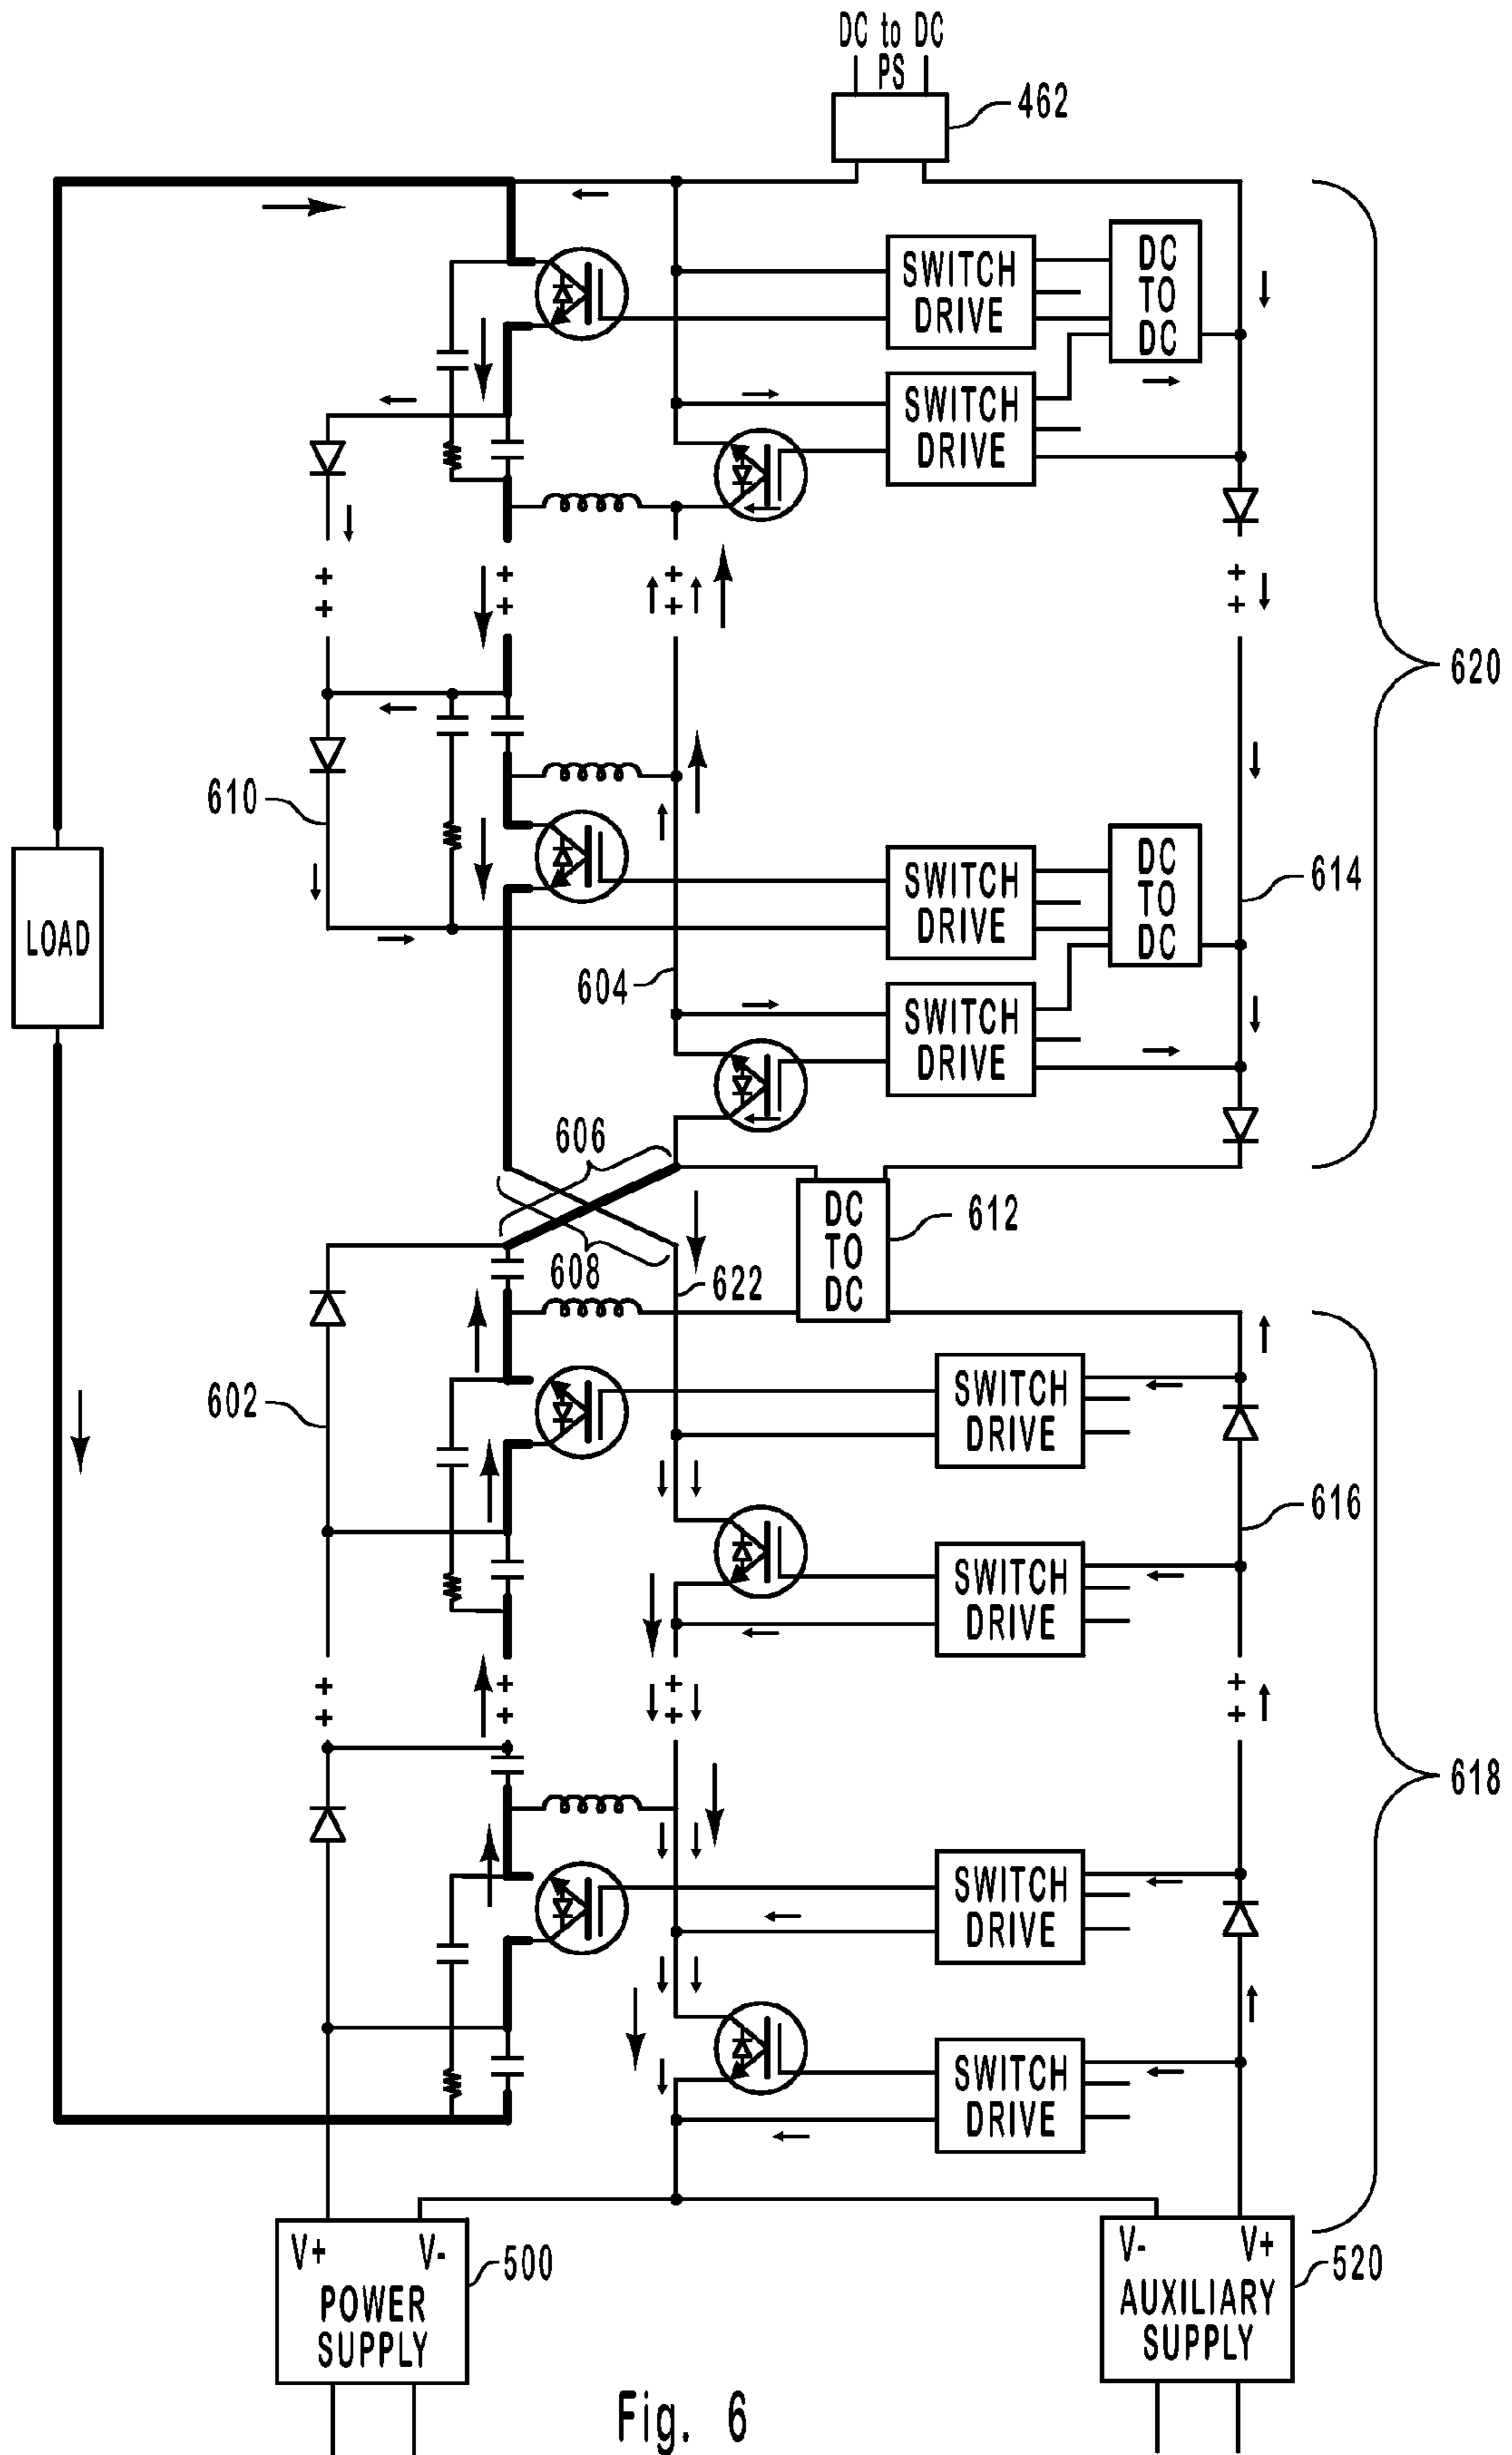 DC to DC
PS
462
SWITCH
DRIVE
DC
TO
DC
SWITCH
DRIVE
+ + + +
+ + + +
620
610
LOAD
SWITCH
DRIVE
DC
TO
DC
614
604
SWITCH
DRIVE
606
DC
TO
DC
612
608
622
602
SWITCH
DRIVE
616
SWITCH
DRIVE
+ + + +
+ + + +
618
SWITCH
DRIVE
SWITCH
DRIVE
V+ V-
POWER
SUPPLY
500
V- V+
AUXILIARY
SUPPLY
520
Fig. 6